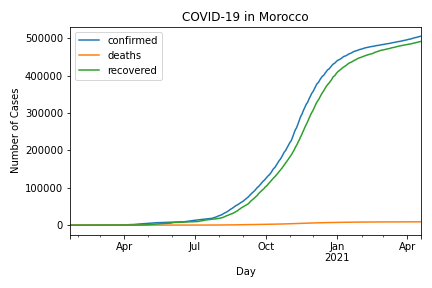 COVID-19 in Morocco
confirmed
deaths
recovered
Number of Cases
500000
400000
300000
200000
100000
0
Apr Jul Oct Jan Apr
2021
Day